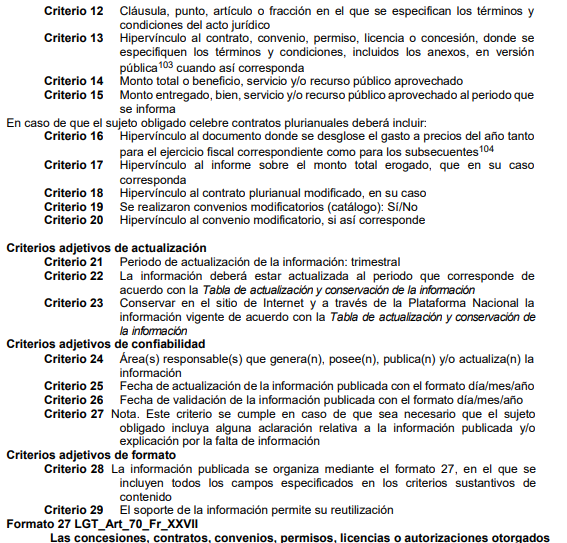 Criterio 12 Cláusula, punto, artículo o fracción en el que se especifican los términos y
condiciones del acto jurídico
Criterio 13 Hipervínculo al contrato, convenio, permiso, licencia o concesión, donde se
especifiquen los términos y condiciones, incluidos los anexos, en versión
pública103 cuando así corresponda
Criterio 14 Monto total o beneficio, servicio y/o recurso público aprovechado
Criterio 15 Monto entregado, bien, servicio y/o recurso público aprovechado al periodo que
se informa
En caso de que el sujeto obligado celebre contratos plurianuales deberá incluir:
Criterio 16 Hipervínculo al documento donde se desglose el gasto a precios del año tanto
para el ejercicio fiscal correspondiente como para los subsecuentes104
Criterio 17 Hipervínculo al informe sobre el monto total erogado, que en su caso
corresponda
Criterio 18 Hipervínculo al contrato plurianual modificado, en su caso
Criterio 19 Se realizaron convenios modificatorios (catálogo): Sí/No
Criterio 20 Hipervínculo al convenio modificatorio, si así corresponde
Criterios adjetivos de actualización
Criterio 21 Periodo de actualización de la información: trimestral
Criterio 22 La información deberá estar actualizada al periodo que corresponde de
acuerdo con la Tabla de actualización y conservación de la información
Criterio 23 Conservar en el sitio de Internet y a través de la Plataforma Nacional la
información vigente de acuerdo con la Tabla de actualización y conservación de
la información
Criterios adjetivos de confiabilidad
Criterio 24 Área(s) responsable(s) que genera(n), posee(n), publica(n) y/o actualiza(n) la
información
Criterio 25 Fecha de actualización de la información publicada con el formato día/mes/año
Criterio 26 Fecha de validación de la información publicada con el formato día/mes/año
Criterio 27 Nota. Este criterio se cumple en caso de que sea necesario que el sujeto
obligado incluya alguna aclaración relativa a la información publicada y/o
explicación por la falta de información
Criterios adjetivos de formato
Criterio 28 La información publicada se organiza mediante el formato 27, en el que se
incluyen todos los campos especificados en los criterios sustantivos de
contenido
Criterio 29 El soporte de la información permite su reutilización
Formato 27 LGT_Art_70_Fr_XXVII
Las concesiones, contratos, convenios, permisos, licencias o autorizaciones otorgados